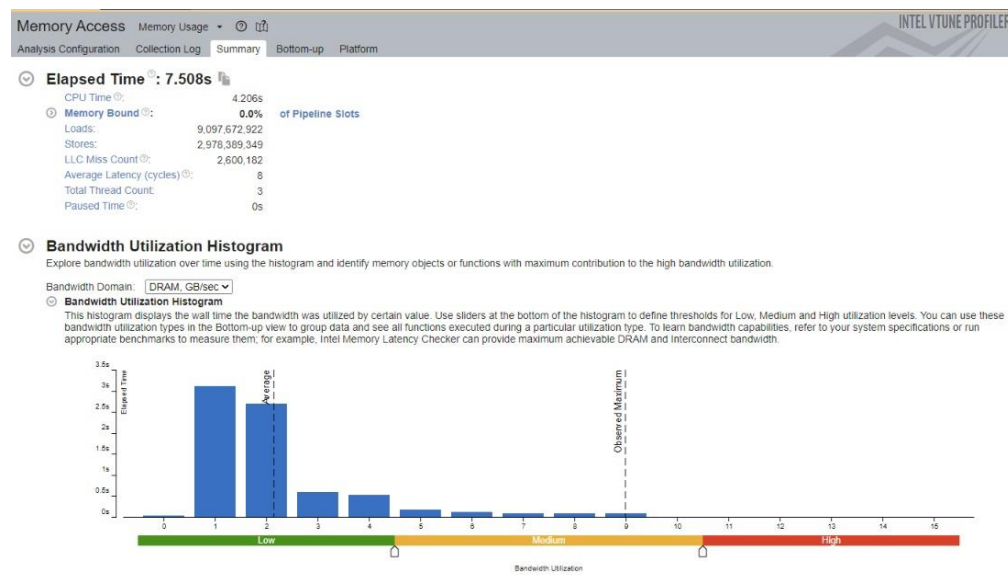 Memory Access Memory Usage
INTEL VTUNE PROFILER
Analysis Configuration Collection Log Summary Bottom-up Platform
Elapsed Time: 7.508s
CPU Time: 4.206s
Memory Bound: 0.0% of Pipeline Slots
Loads: 9,097,672,922
Stores: 2,978,389,349
LLC Miss Count: 2,600,182
Average Latency (cycles): 8
Total Thread Count: 3
Paused Time: 0s
Bandwidth Utilization Histogram
Explore bandwidth utilization over time using the histogram and identify memory objects or functions with maximum contribution to the high bandwidth utilization.
Bandwidth Domain: DRAM, GB/sec
Bandwidth Utilization Histogram
This histogram displays the wall time the bandwidth was utilized by certain value. Use sliders at the bottom of the histogram to define thresholds for Low, Medium and High utilization levels. You can use these
bandwidth utilization types in the Bottom-up view to group data and see all functions executed during a particular utilization type. To learn bandwidth capabilities, refer to your system specifications or run
appropriate benchmarks to measure them; for example, Intel Memory Latency Checker can provide maximum achievable DRAM and Interconnect bandwidth.
3.5s
3s
2.5s
2s
1.5s
1s
0.5s
0s
Elapsed Time
Average
Observed Maximum
0 1 2 3 4 5 6 7 8 9 10 11 12 13 14 15
Low Medium High
Bandwidth Utilization